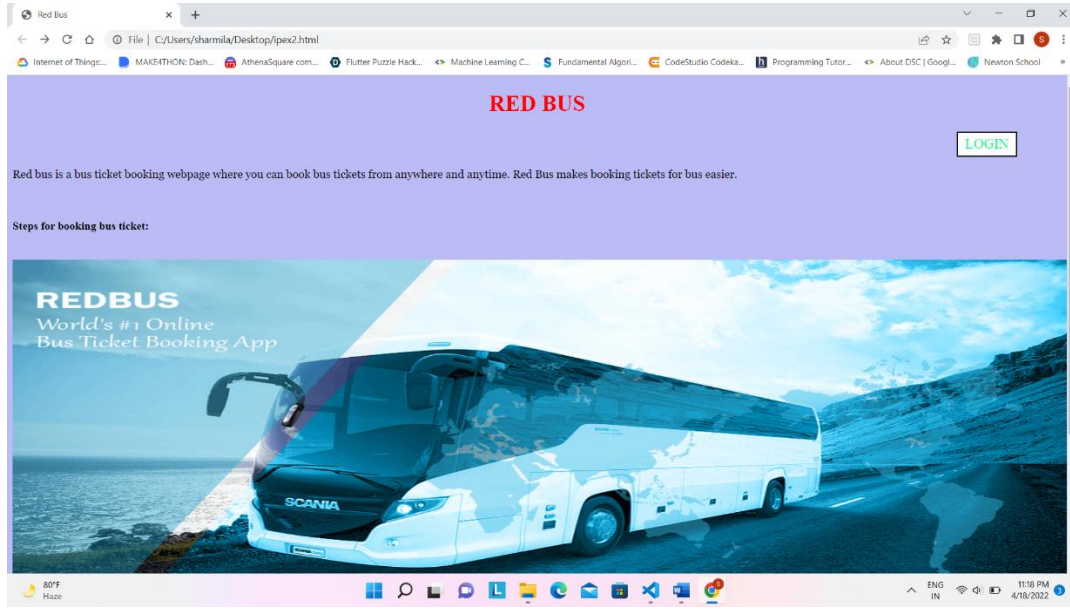 Red Bus
File | C:/Users/sharmila/Desktop/ipex2.html
S
Internet of Things:... MAKE4THON: Dash... AthenaSquare com... Flutter Puzzle Hack... Machine Learning C... Fundamental Algori... CodeStudio Codeka... Programming Tutor... About DSC | Googl... Newton School »
RED BUS
LOGIN
Red bus is a bus ticket booking webpage where you can book bus tickets from anywhere and anytime. Red Bus makes booking tickets for bus easier.
Steps for booking bus ticket:
REDBUS
World's #1 Online
Bus Ticket Booking App
SCANIA
80°F
Haze
ENG
IN
11:18 PM
4/18/2022
3